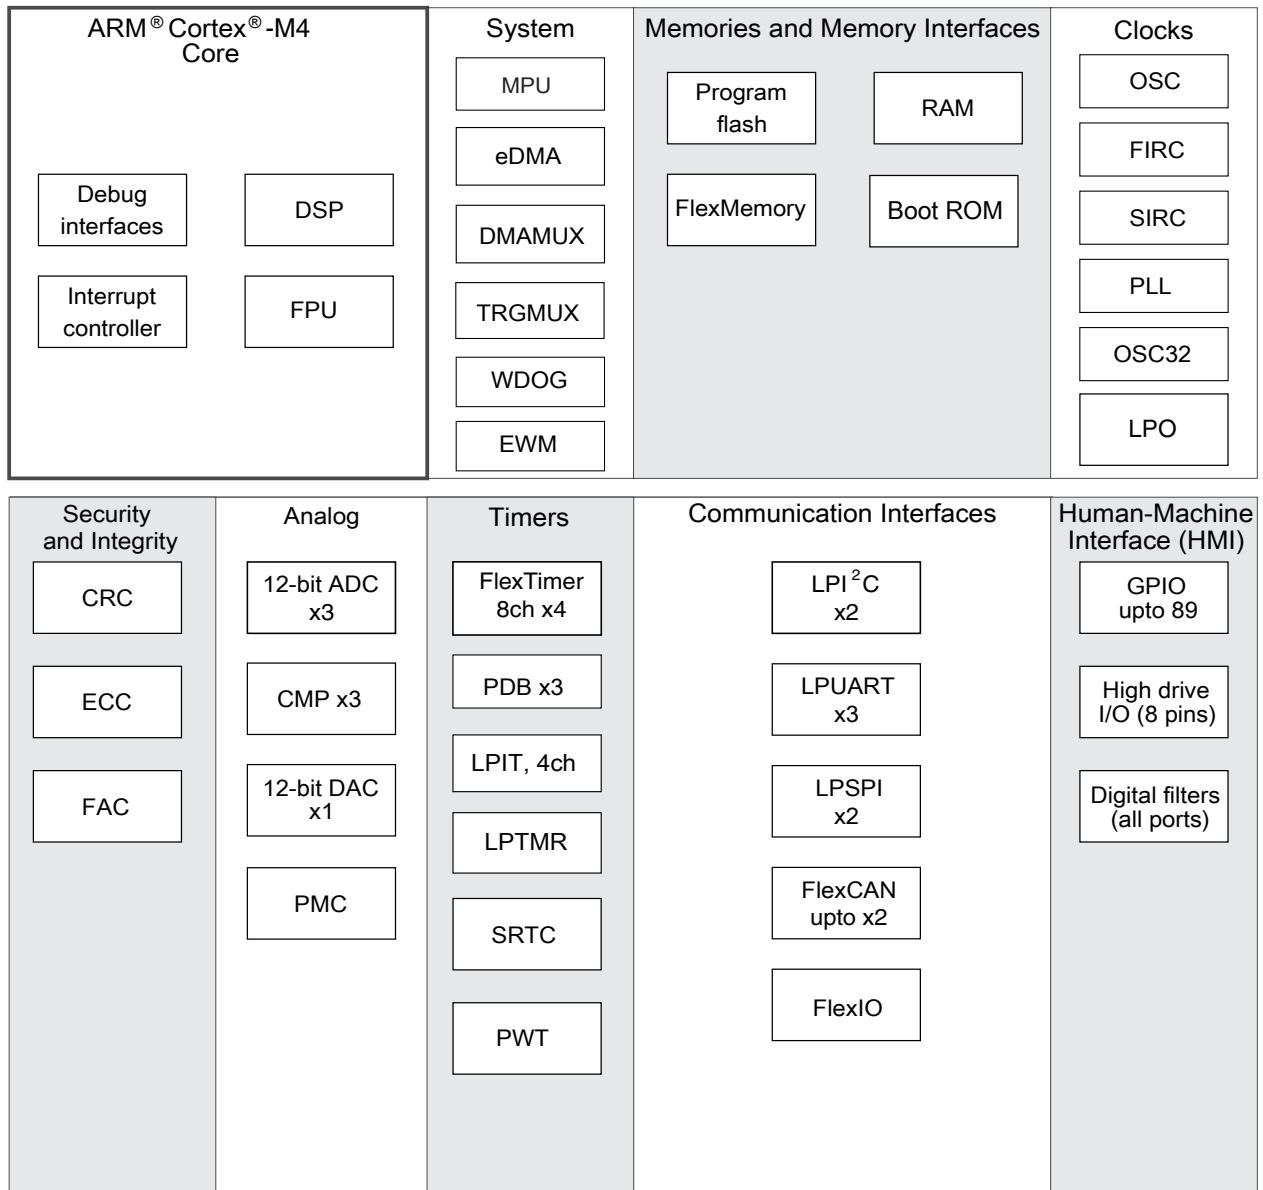 ARM® Cortex®-M4
Core
Debug
interfaces
DSP
Interrupt
controller
FPU
System
MPU
eDMA
DMAMUX
TRGMUX
WDOG
EWM
Memories and Memory Interfaces
Program
flash
RAM
FlexMemory
Boot ROM
Clocks
OSC
FIRC
SIRC
PLL
OSC32
LPO
Security
and Integrity
CRC
ECC
FAC
Analog
12-bit ADC
x3
CMP x3
12-bit DAC
x1
PMC
Timers
FlexTimer
8ch x4
PDB x3
LPIT, 4ch
LPTMR
SRTC
PWT
Communication Interfaces
LPI²C
x2
LPUART
x3
LPSPI
x2
FlexCAN
upto x2
FlexIO
Human-Machine
Interface (HMI)
GPIO
upto 89
High drive
I/O (8 pins)
Digital filters
(all ports)